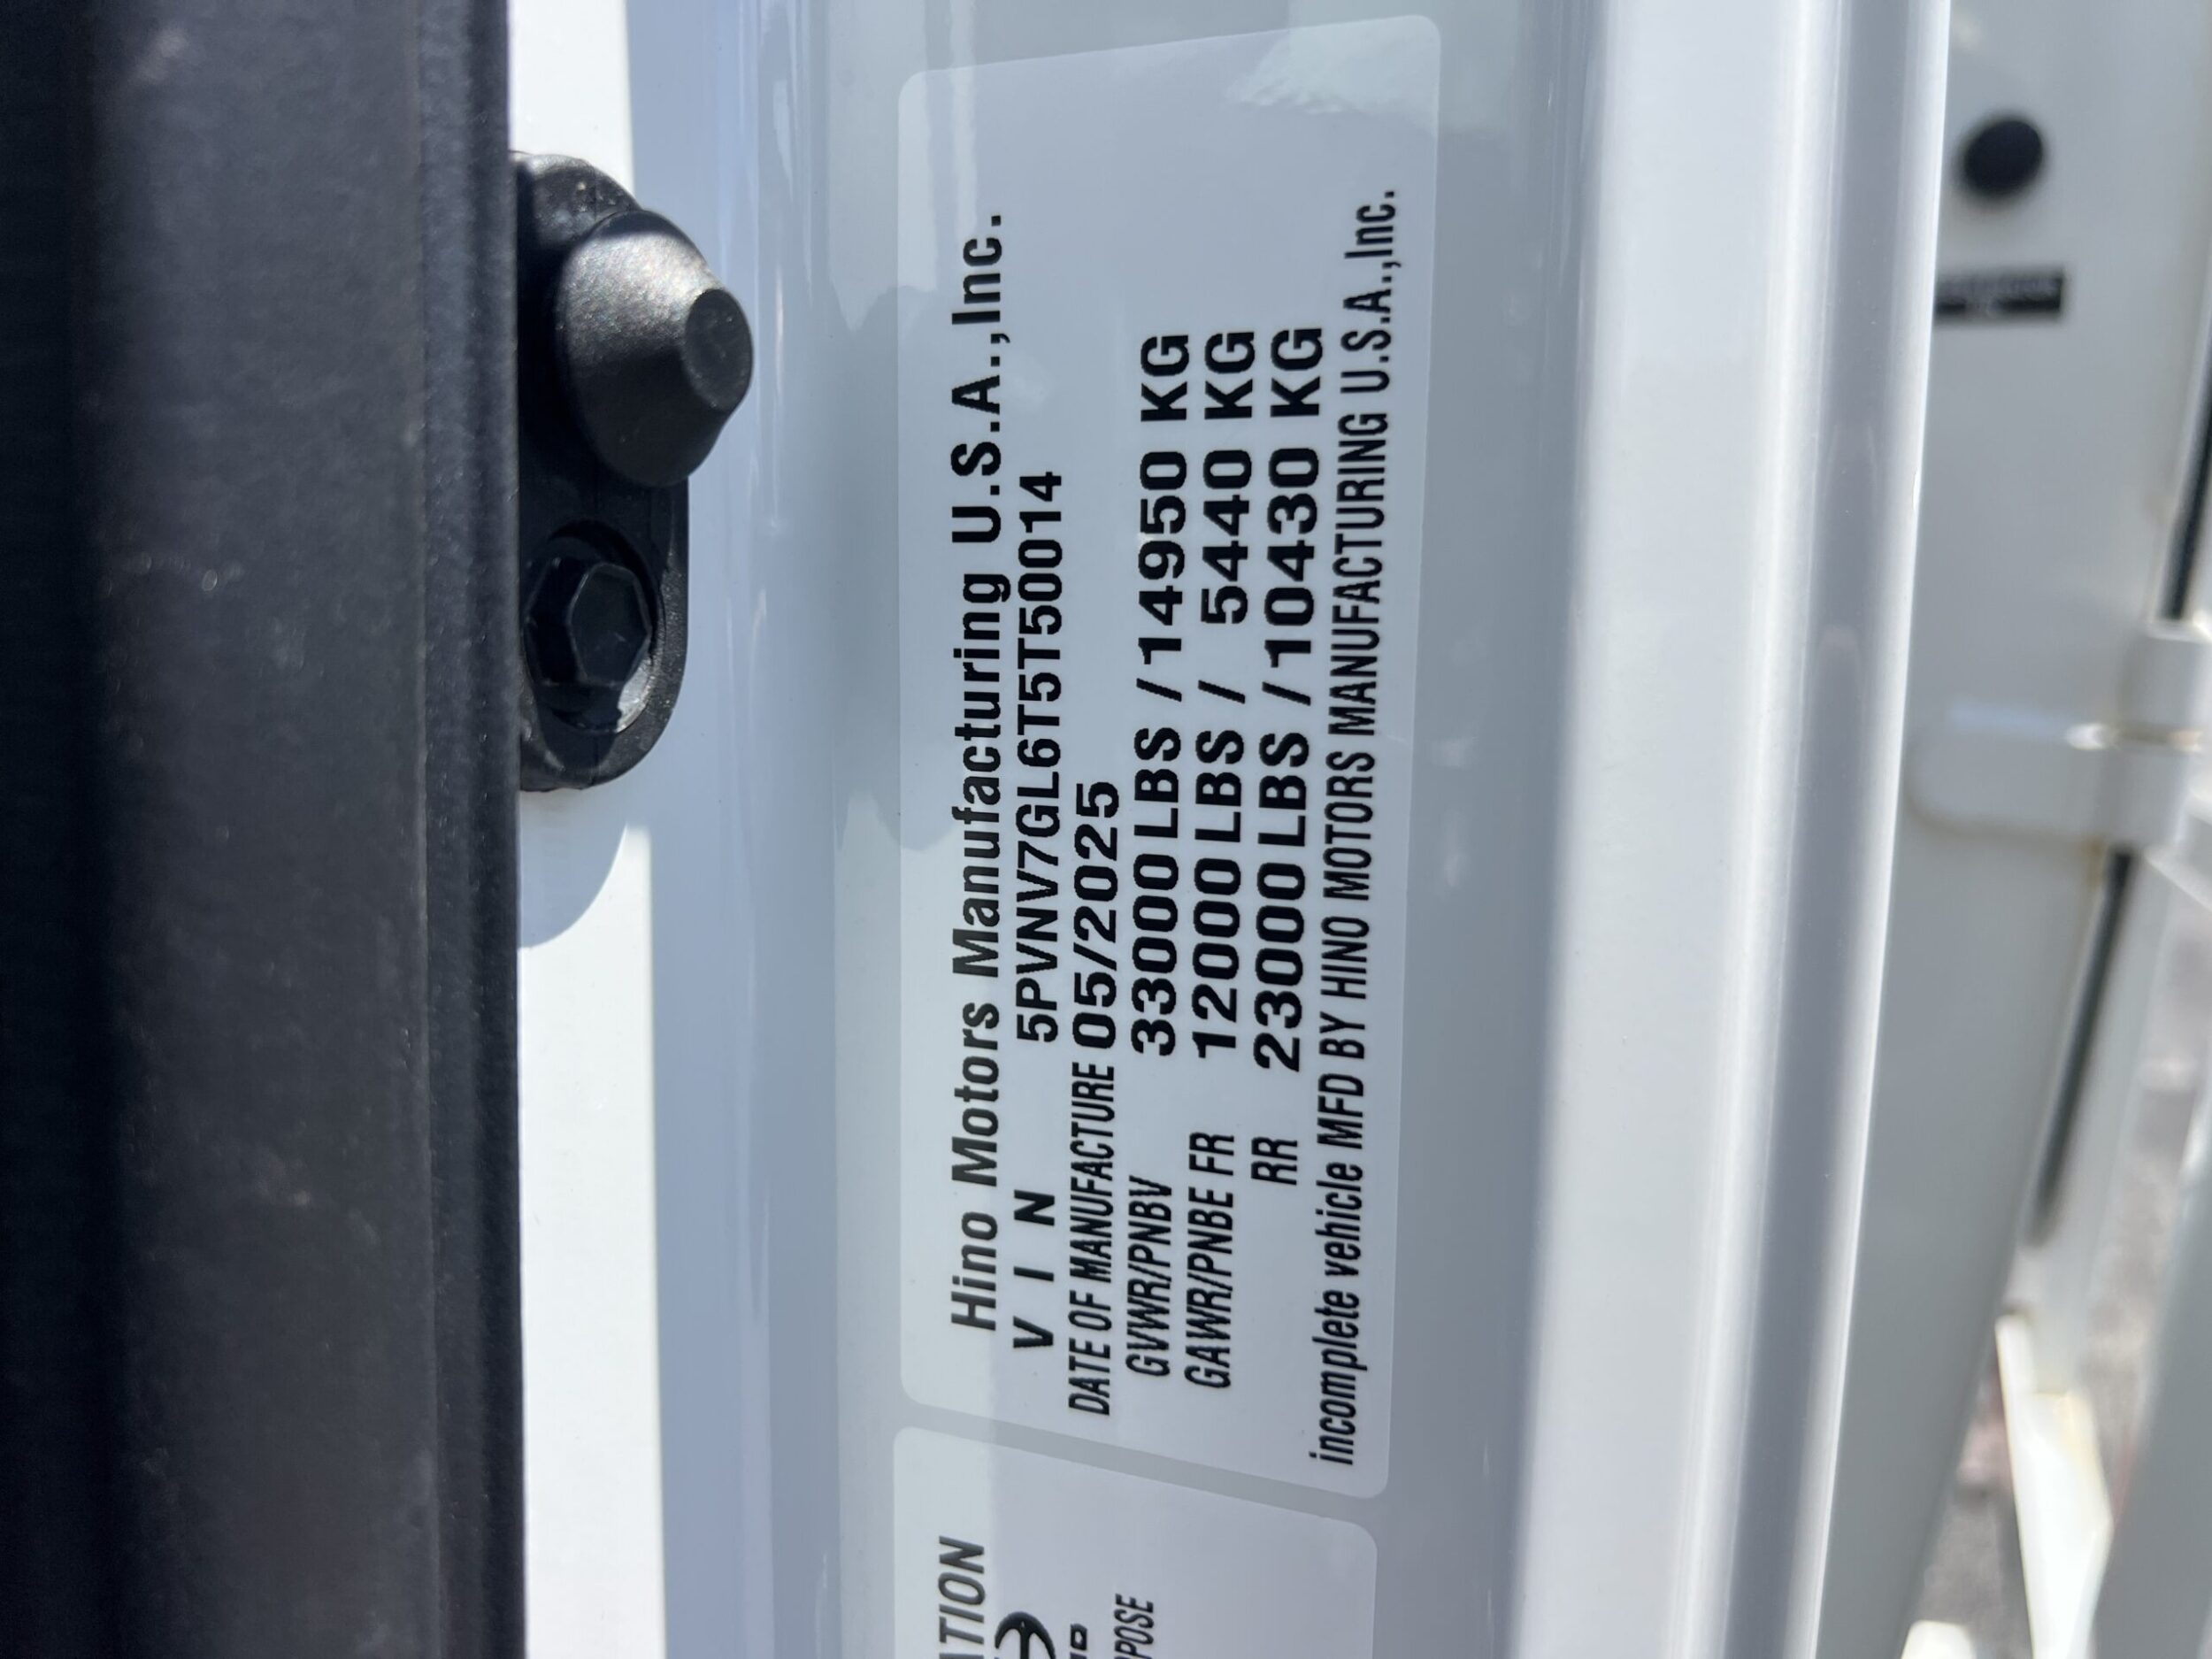 Hino Motors Manufacturing U.S.A.,Inc.
V I N 5PVNV7GL6T5T50014
DATE OF MANUFACTURE 05/2025
GVWR/PNBV 33000 LBS / 14950 KG
GAWR/PNBE FR 12000 LBS / 5440 KG
RR 23000 LBS / 10430 KG
incomplete vehicle MFD BY HINO MOTORS MANUFACTURING U.S.A.,Inc.